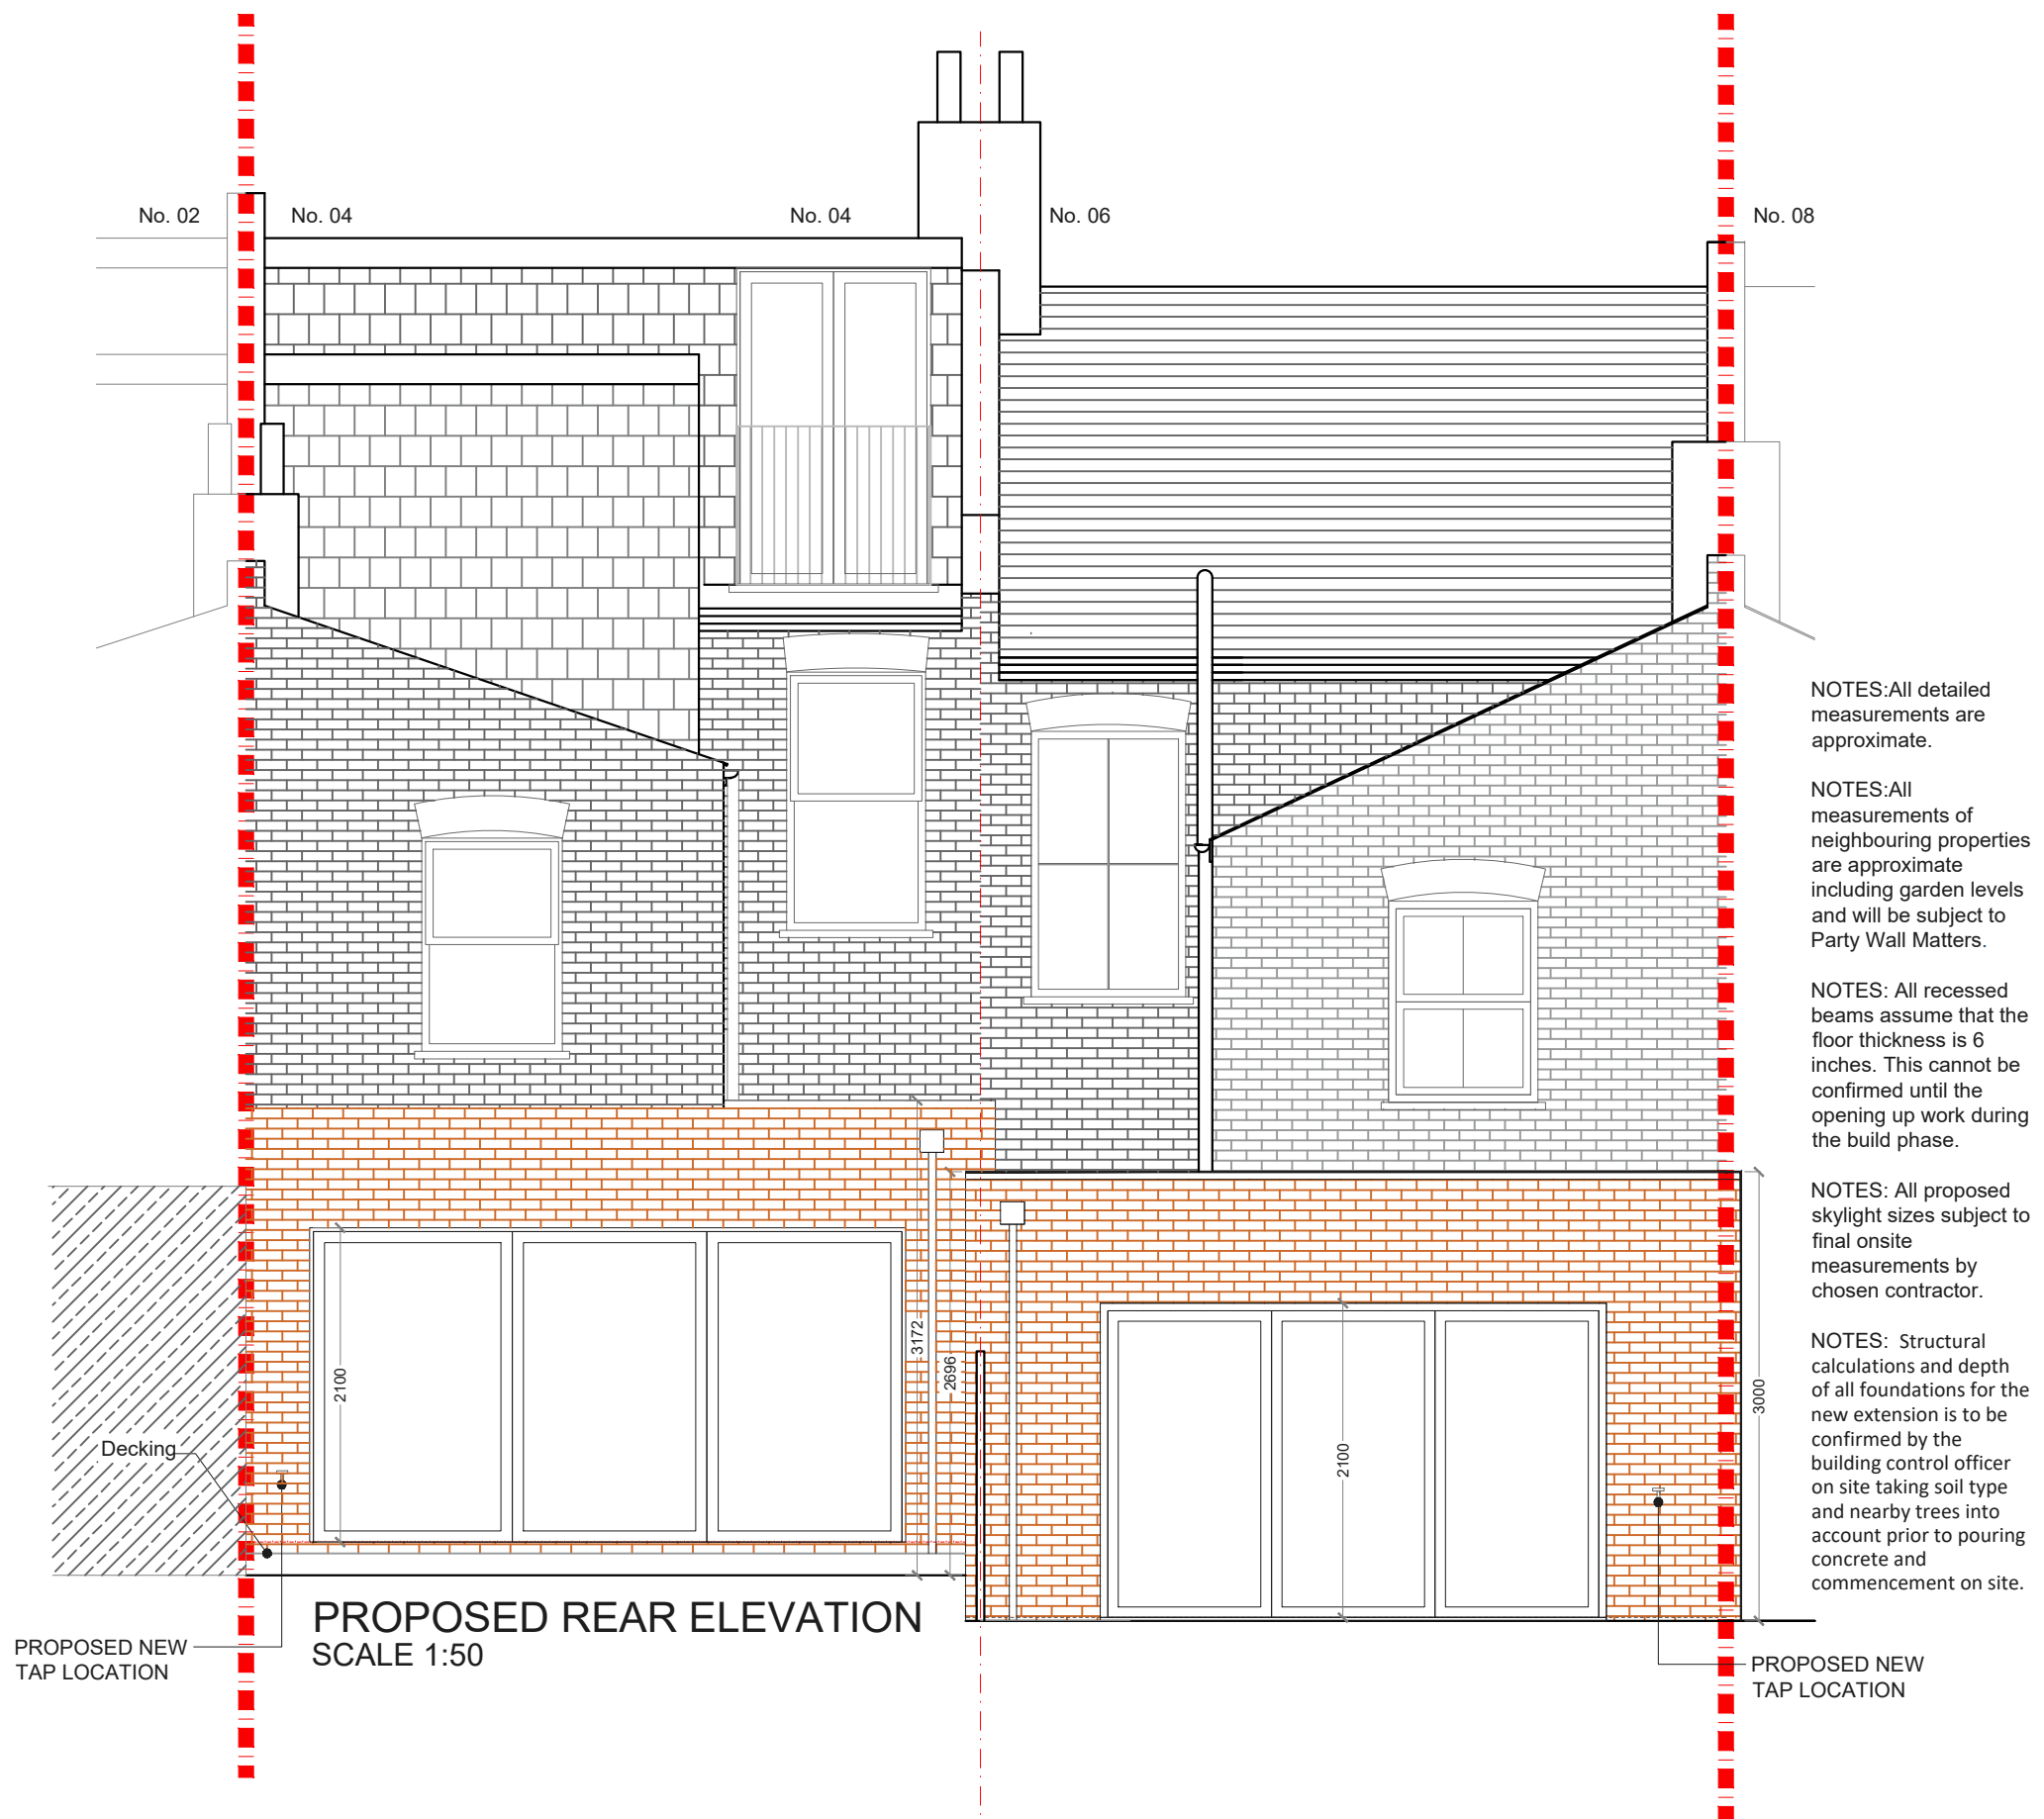 No. 02
No. 04
No. 04
No. 06
No. 08
NOTES:All detailed
measurements are
approximate.
NOTES:All
measurements of
neighbouring properties
are approximate
including garden levels
and will be subject to
Party Wall Matters.
NOTES: All recessed
beams assume that the
floor thickness is 6
inches. This cannot be
confirmed until the
opening up work during
the build phase.
NOTES: All proposed
skylight sizes subject to
final onsite
measurements by
chosen contractor.
NOTES: Structural
calculations and depth
of all foundations for the
new extension is to be
confirmed by the
building control officer
on site taking soil type
and nearby trees into
account prior to pouring
concrete and
commencement on site.
2100
3172
2696
2100
3000
Decking
PROPOSED REAR ELEVATION
SCALE 1:50
PROPOSED NEW
TAP LOCATION
PROPOSED NEW
TAP LOCATION